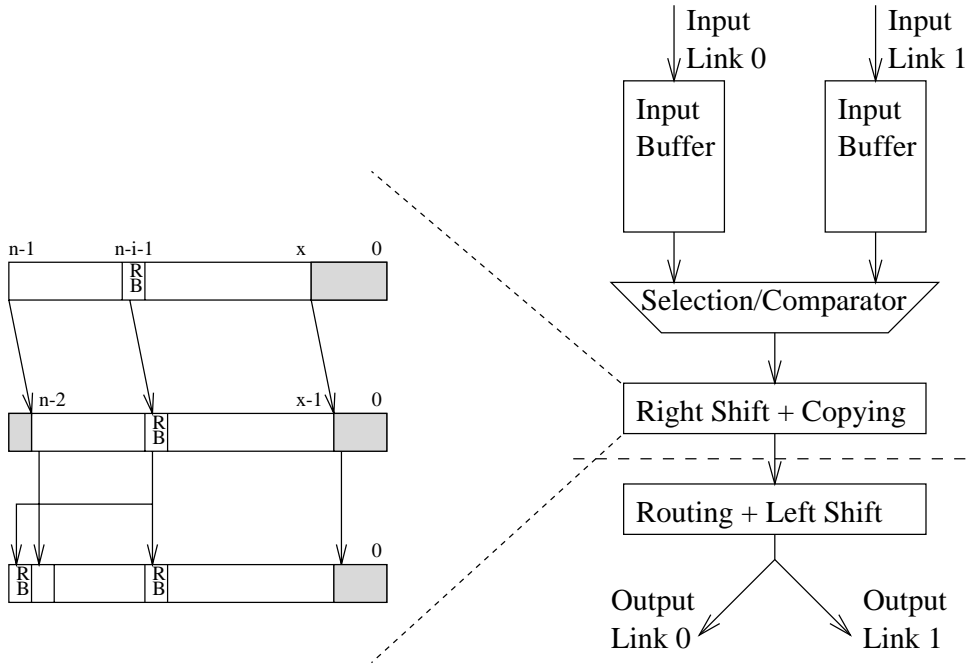 Input
Link 0
Input
Link 1
Input
Buffer
Input
Buffer
n-1 n-i-1 x 0
R
B
Selection/Comparator
n-2 x-1 0
R
B
Right Shift + Copying
Routing + Left Shift
0
R
B
R
B
Output
Link 0
Output
Link 1